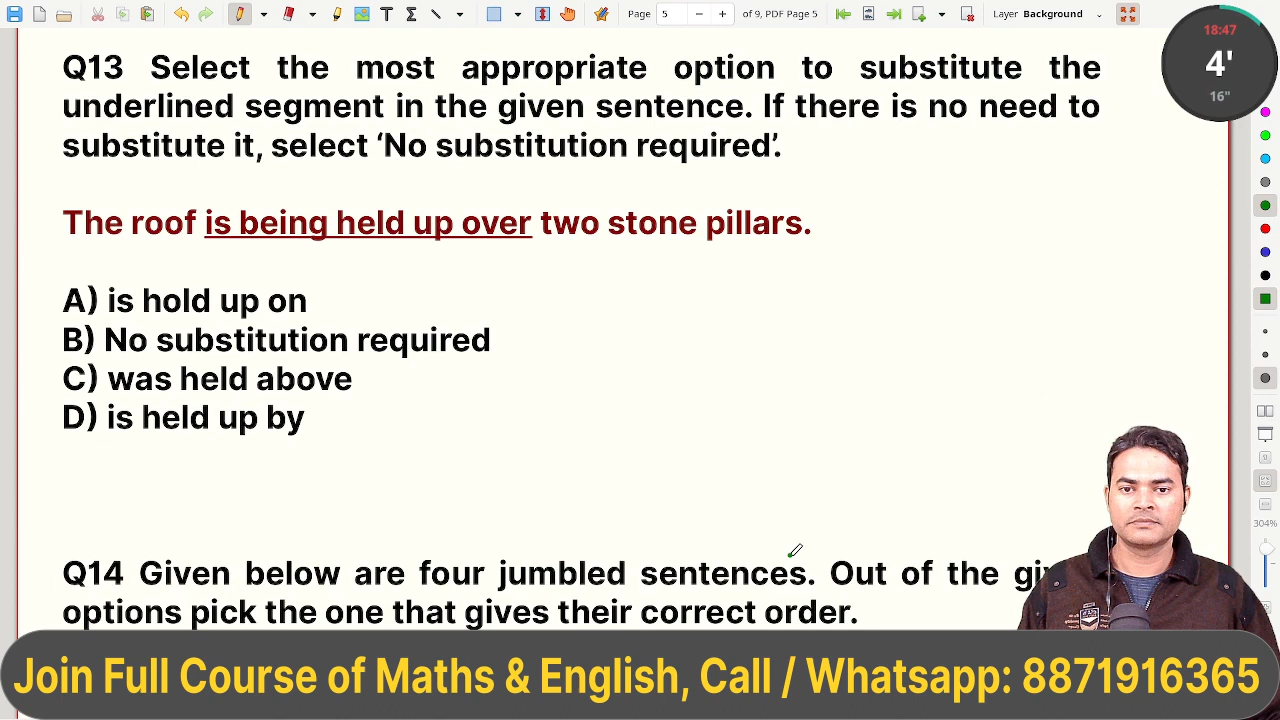 Page 5 of 9, PDF Page 5 Layer Background
18:47
4'
16"
Q13 Select the most appropriate option to substitute the
underlined segment in the given sentence. If there is no need to
substitute it, select ‘No substitution required’.
The roof is being held up over two stone pillars.
A) is hold up on
B) No substitution required
C) was held above
D) is held up by
304%
Q14 Given below are four jumbled sentences. Out of the
options pick the one that gives their correct order.
Join Full Course of Maths & English, Call / Whatsapp: 8871916365